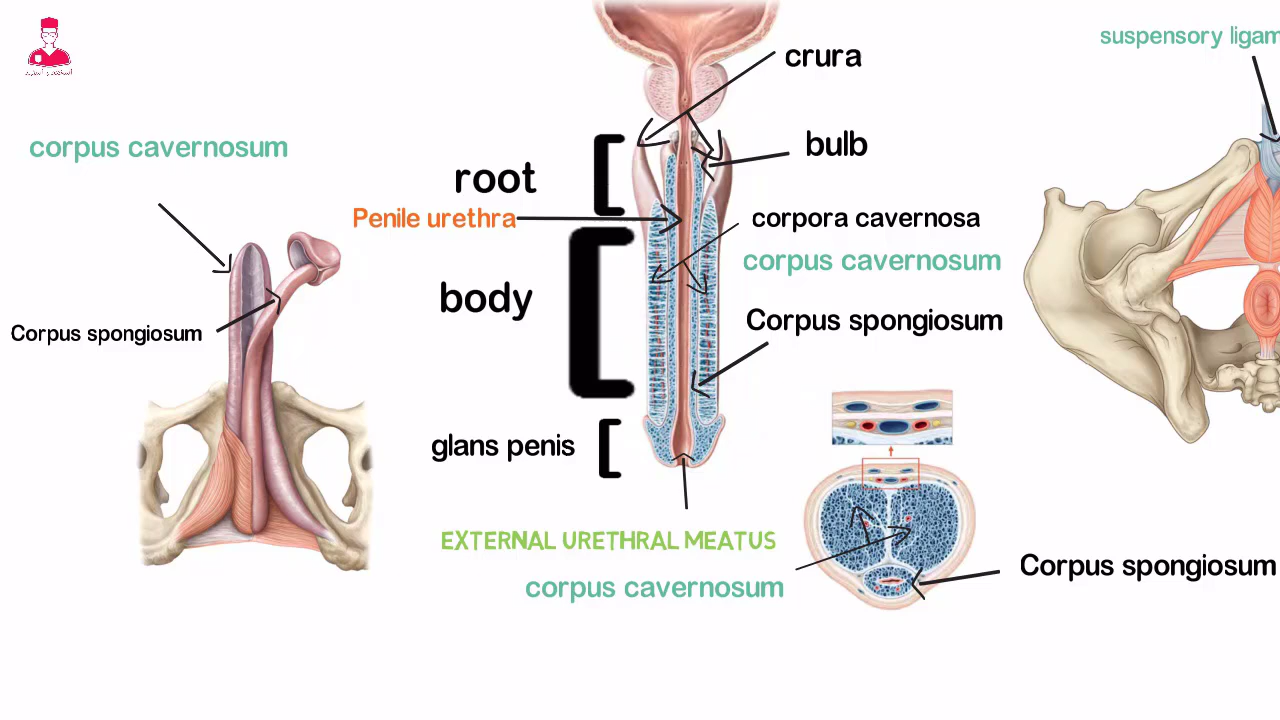 suspensory ligam
crura
corpus cavernosum
bulb
root
Penile urethra
corpora cavernosa
corpus cavernosum
body
Corpus spongiosum
Corpus spongiosum
glans penis
EXTERNAL URETHRAL MEATUS
corpus cavernosum
Corpus spongiosum